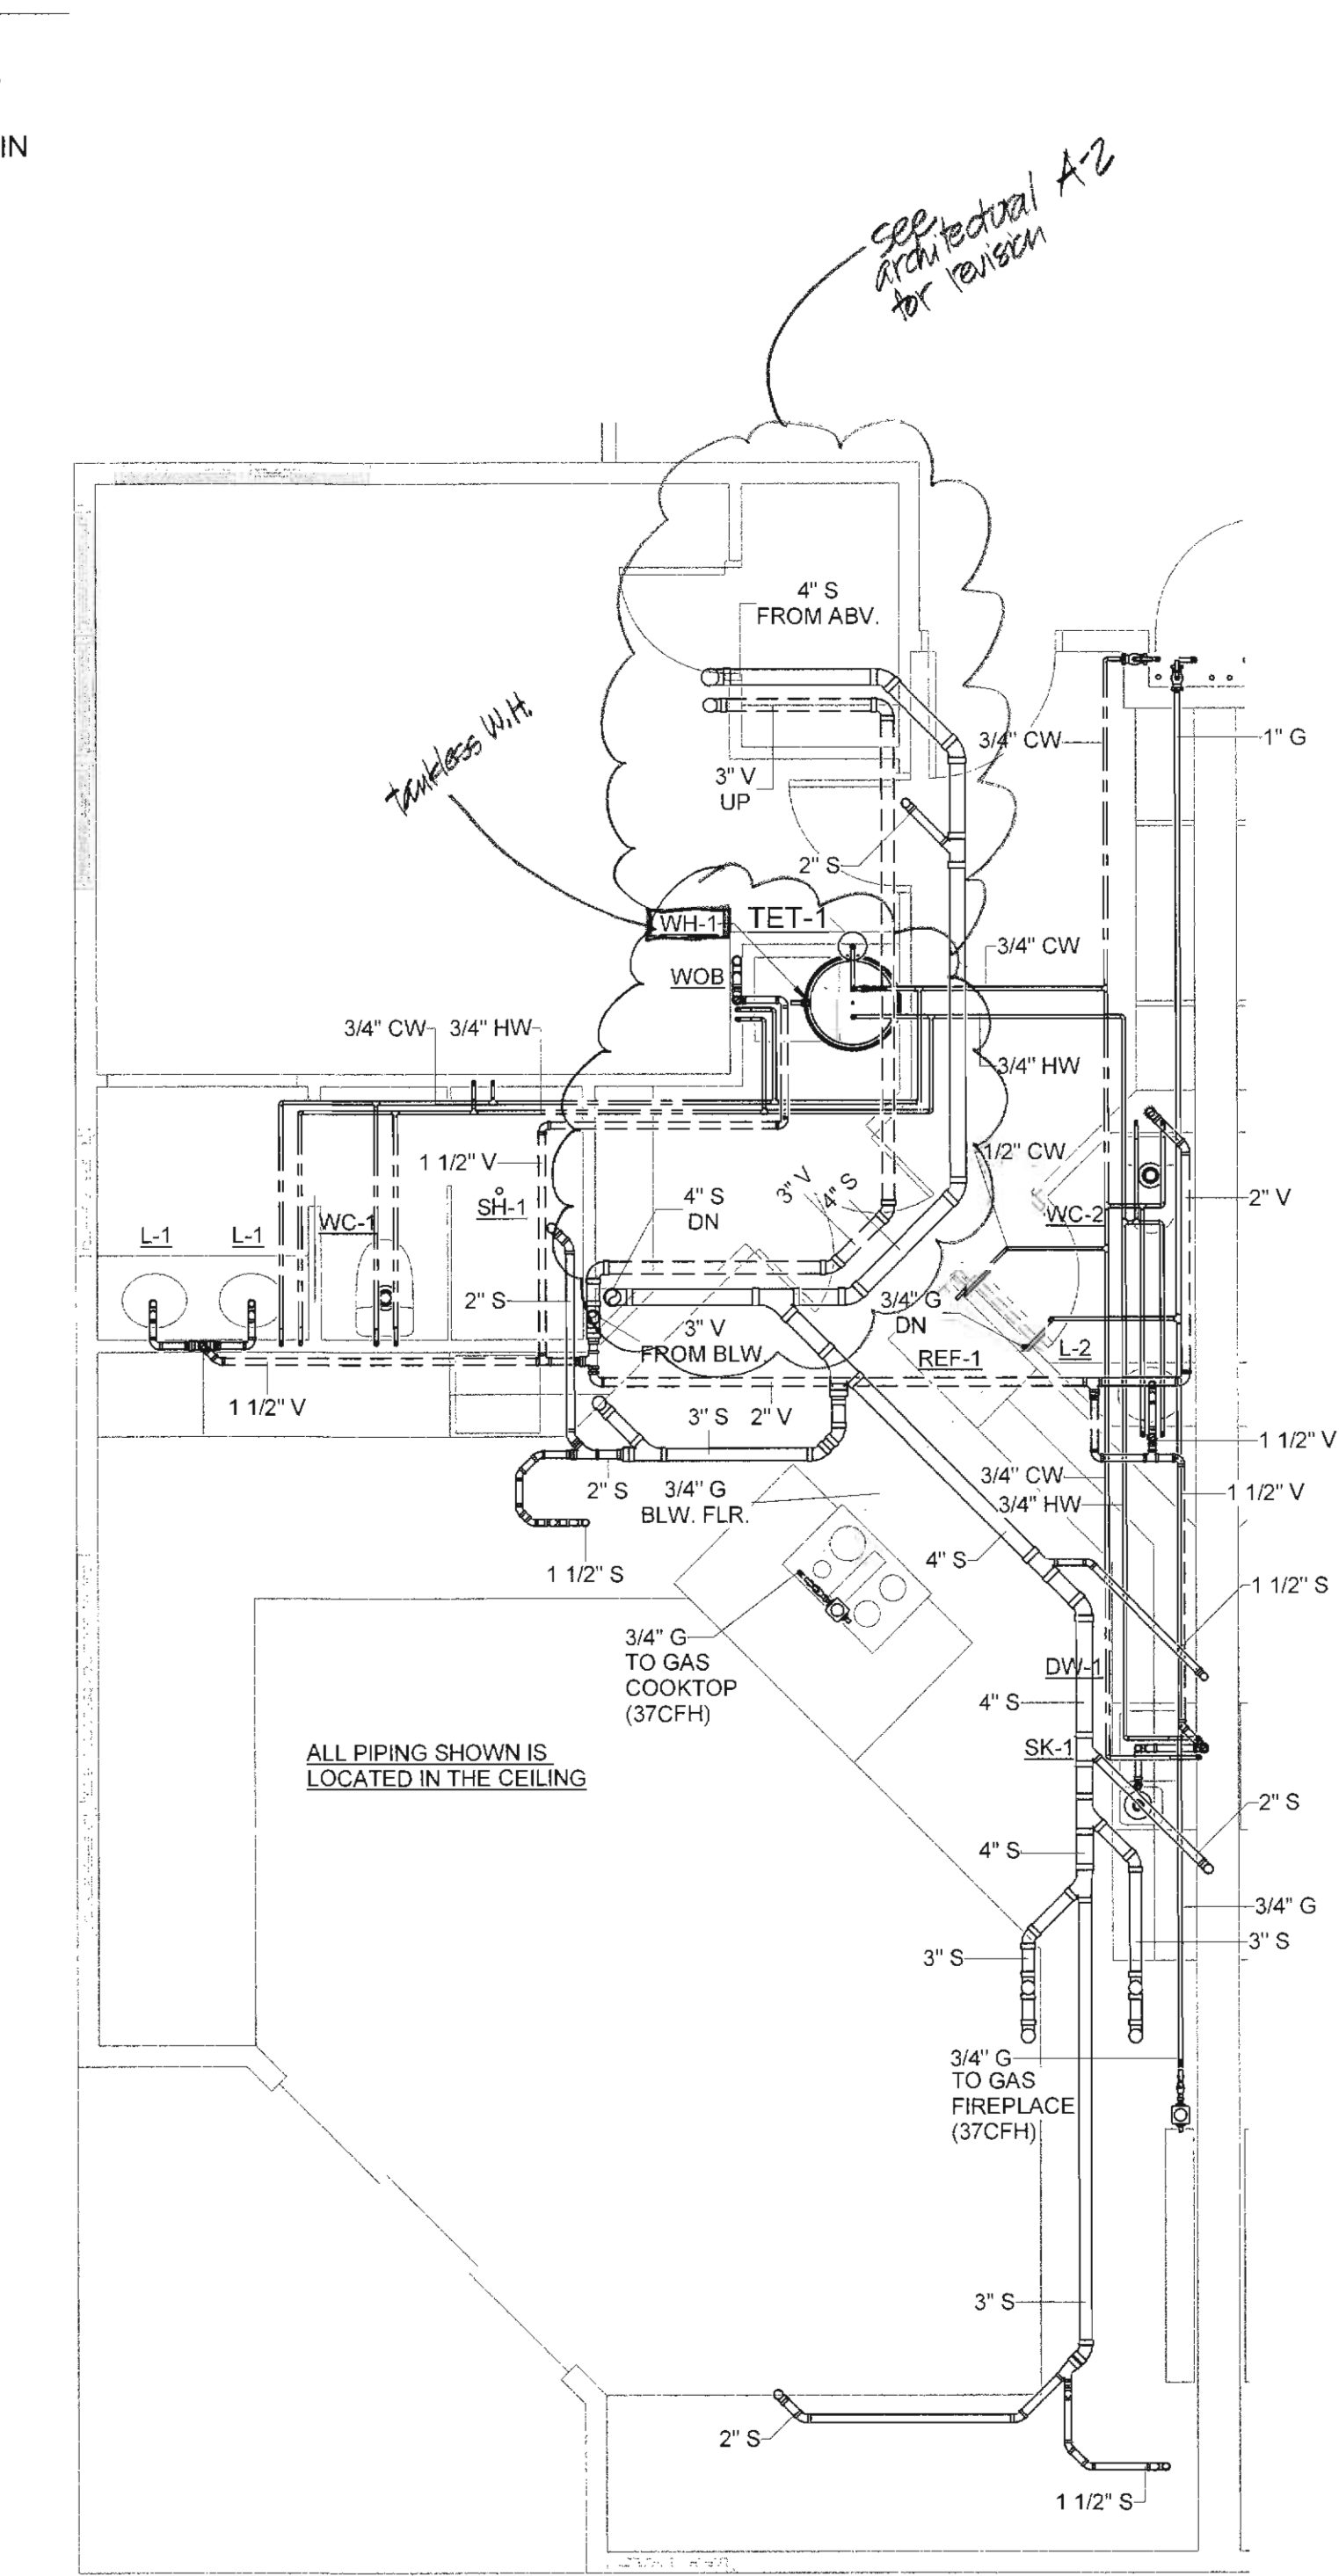 IN
see
architectural A-2
for revision
4" S
FROM ABV.
tankless W.H.
3/4" CW
1" G
3" V
UP
2" S
WH-1
TET-1
3/4" CW
WOB
3/4" CW
3/4" HW
3/4" HW
1/2" CW
1 1/2" V
3" V
4" S
4" S
DN
SH-1
2" V
WC-1
WC-2
L-1
L-1
2" S
3/4" G
DN
3" V
FROM BLW.
L-2
REF-1
1 1/2" V
3" S
2" V
1 1/2" V
3/4" CW
2" S
3/4" G
BLW. FLR.
3/4" HW
1 1/2" V
4" S
1 1/2" S
1 1/2" S
3/4" G
TO GAS
COOKTOP
(37CFH)
DW-1
4" S
ALL PIPING SHOWN IS
LOCATED IN THE CEILING
SK-1
2" S
4" S
3/4" G
3" S
3" S
3/4" G
TO GAS
FIREPLACE
(37CFH)
3" S
2" S
1 1/2" S